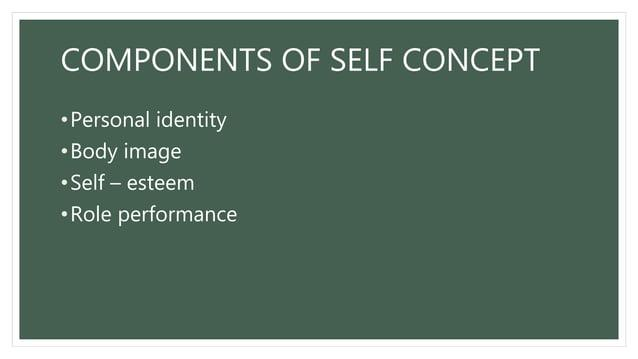 COMPONENTS OF SELF CONCEPT
•Personal identity
•Body image
•Self – esteem
•Role performance